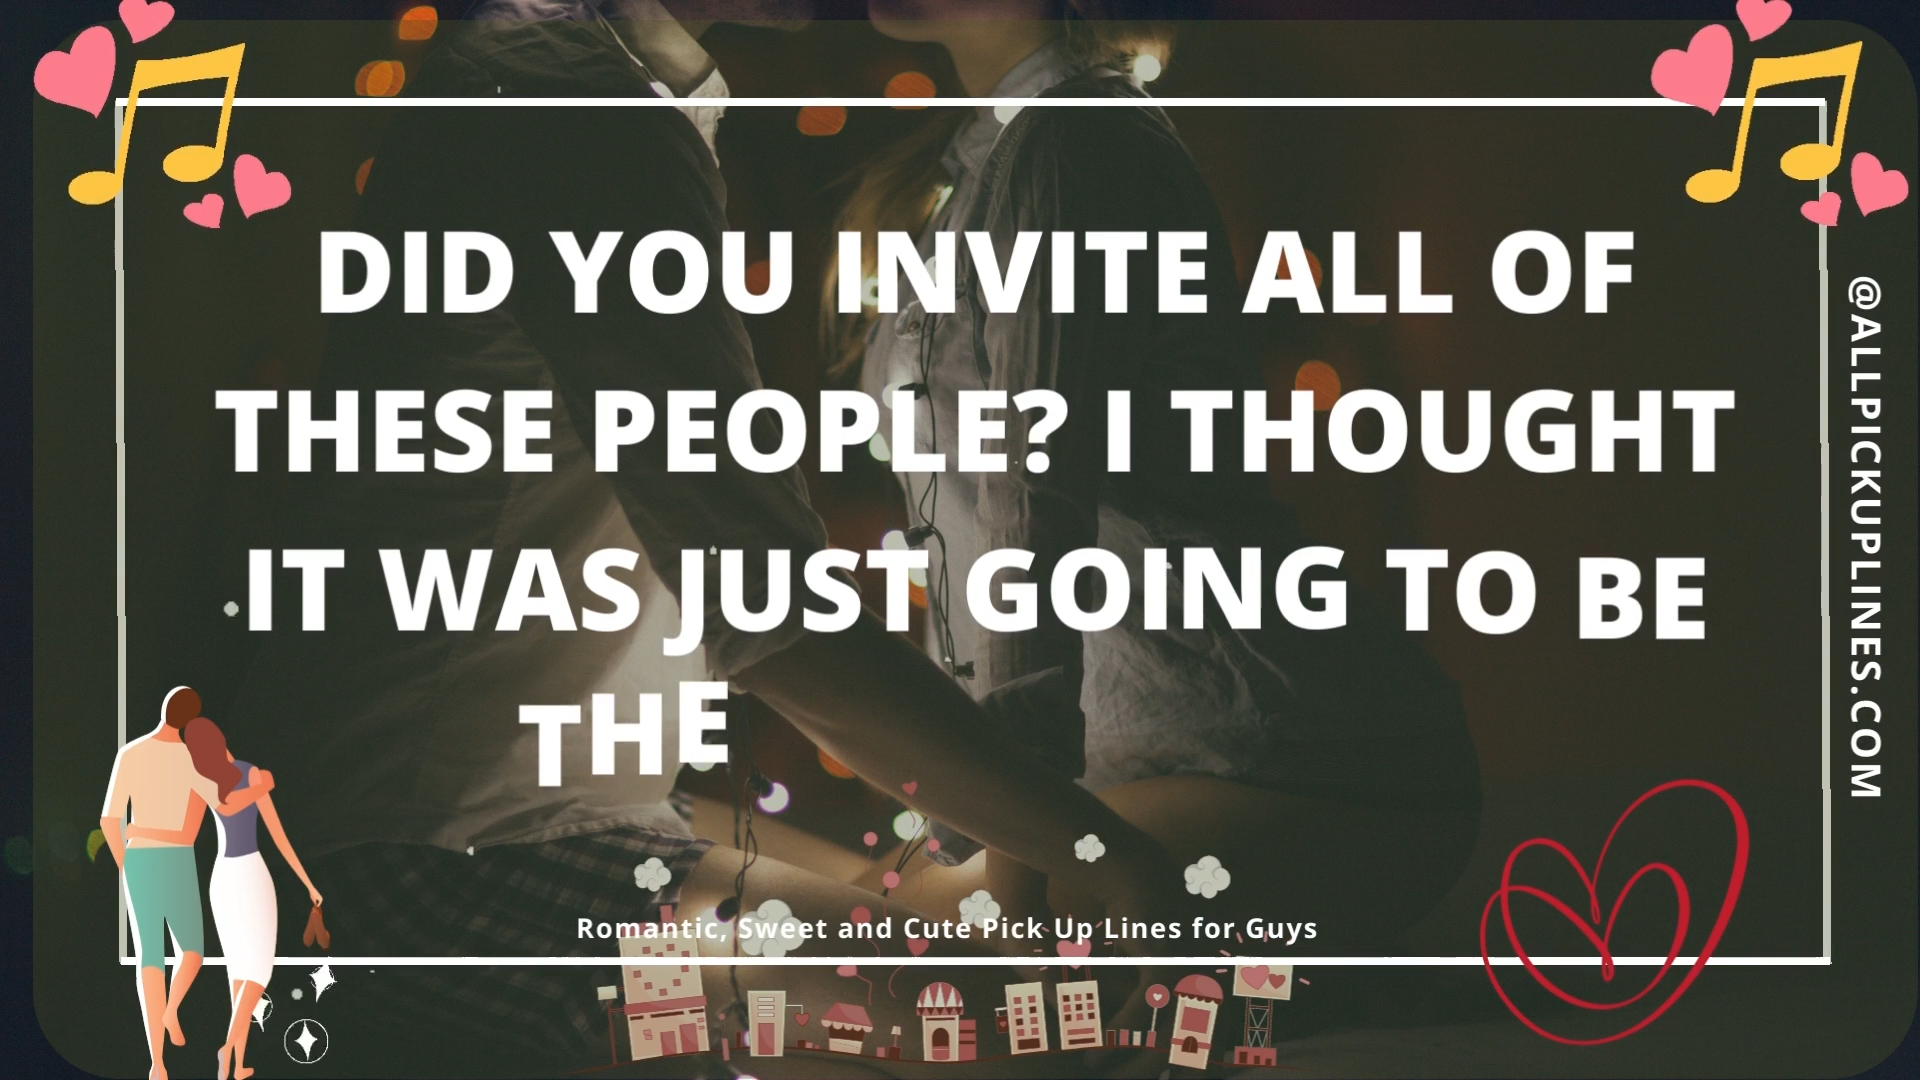 DID YOU INVITE ALL OF
THESE PEOPLE? I THOUGHT
IT WAS JUST GOING TO BE
THE
Romantic, Sweet and Cute Pick Up Lines for Guys
@ALLPICKUPLINES.COM